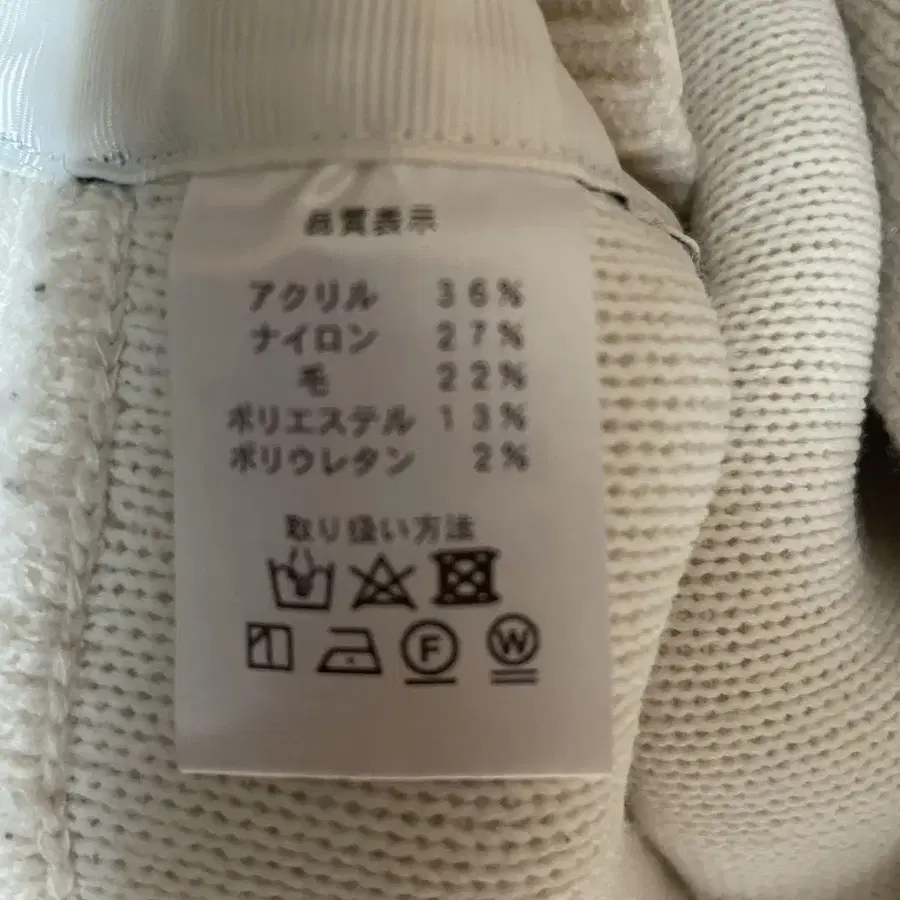 品質表示
アクリル 36%
ナイロン 27%
毛 22%
ポリエステル 13%
ポリウレタン 2%
取り扱い方法
F W